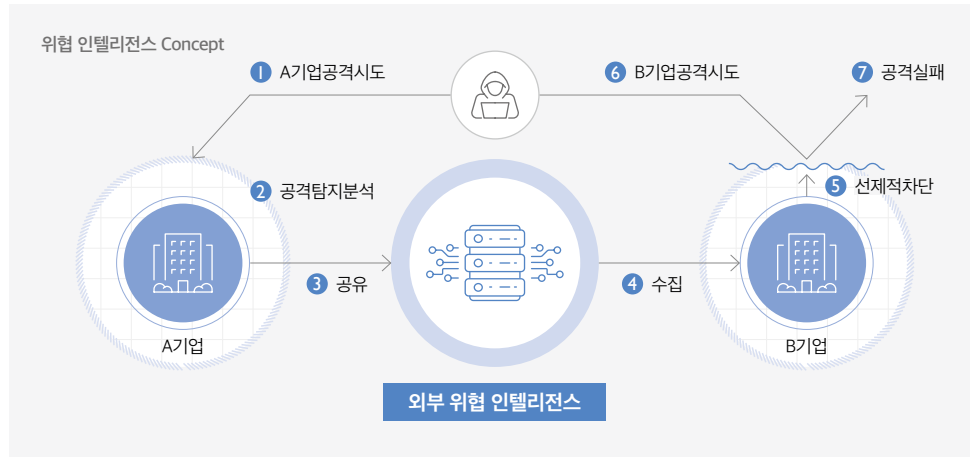 위협 인텔리전스 Concept
1 A기업공격시도
6 B기업공격시도
7 공격실패
2 공격탐지분석
5 선제적차단
3 공유
4 수집
A기업
B기업
외부 위협 인텔리전스